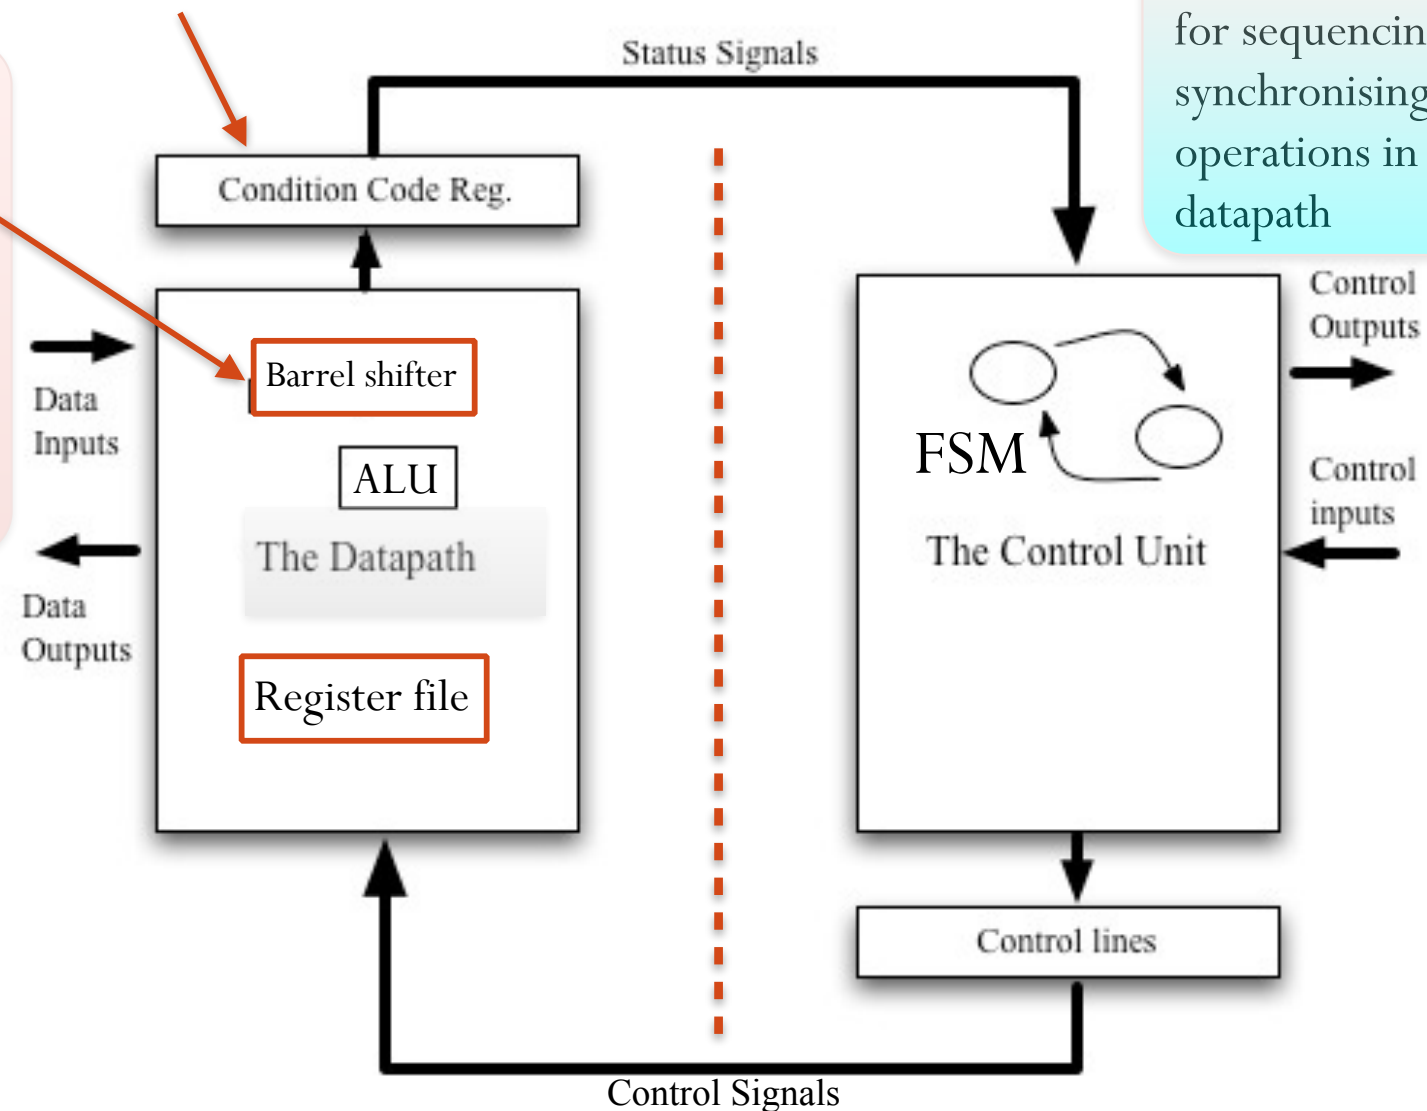 for sequencin
synchronising
operations in
datapath
Status Signals
Condition Code Reg.
Barrel shifter
ALU
The Datapath
Register file
Data
Inputs
Data
Outputs
FSM
The Control Unit
Control
Outputs
Control
inputs
Control lines
Control Signals